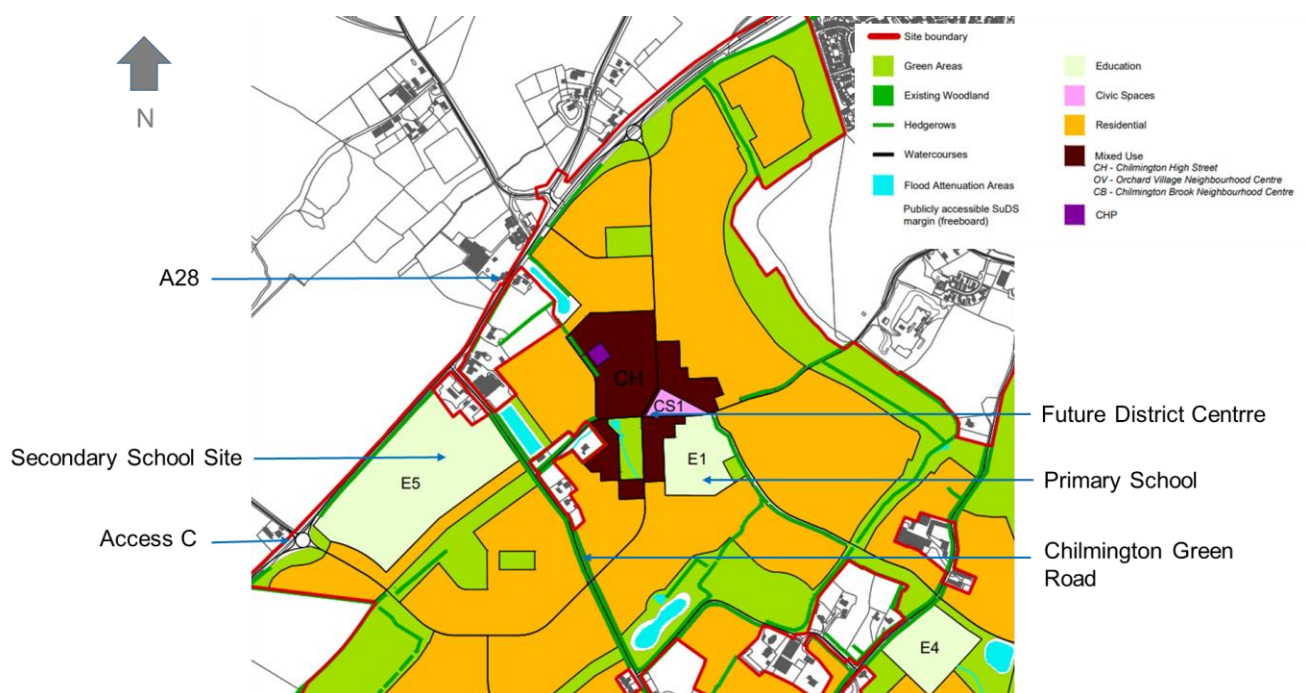 N
Site boundary
Green Areas
Existing Woodland
Hedgerows
Watercourses
Flood Attenuation Areas
Publicly accessible SuDS
margin (freeboard)
Education
Civic Spaces
Residential
Mixed Use
CH - Chilmington High Street
OV - Orchard Village Neighbourhood Centre
CB - Chilmington Brook Neighbourhood Centre
CHP
A28
CH
CS1
Future District Centrre
Secondary School Site
E5
E1
Primary School
Access C
Chilmington Green
Road
E4